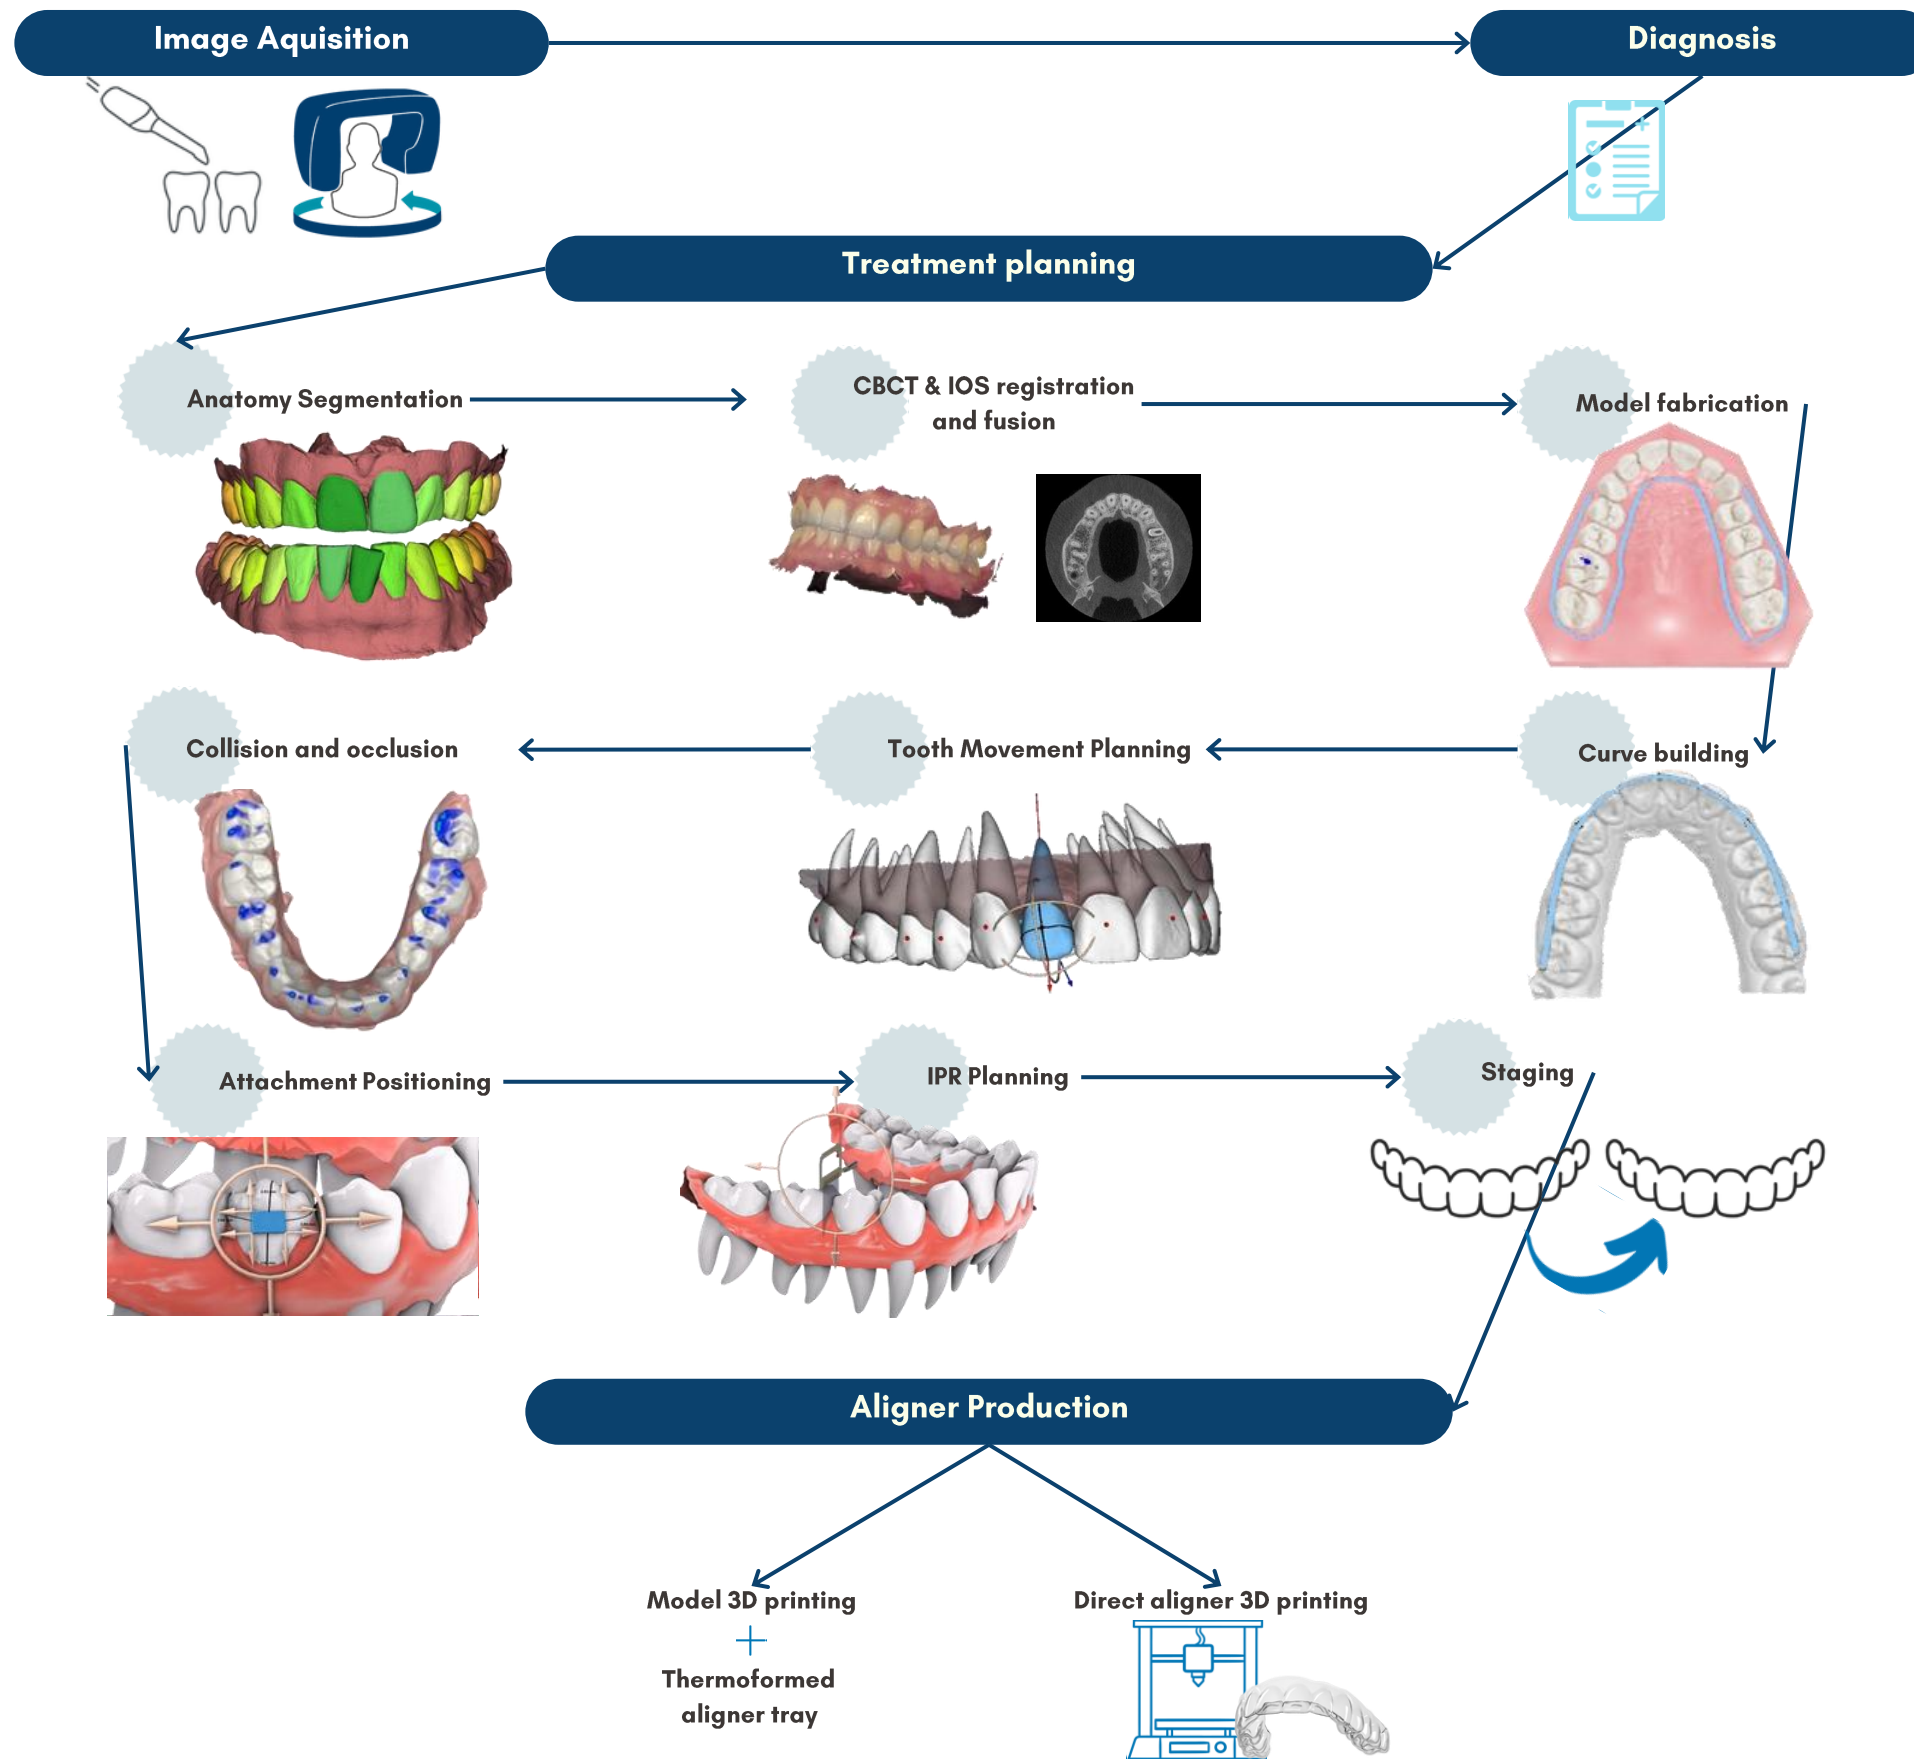 Image Aquisition
Diagnosis
Treatment planning
Anatomy Segmentation
CBCT & IOS registration
and fusion
Model fabrication
Collision and occlusion
Tooth Movement Planning
Curve building
Attachment Positioning
IPR Planning
Staging
Aligner Production
Model 3D printing
+
Thermoformed
aligner tray
Direct aligner 3D printing